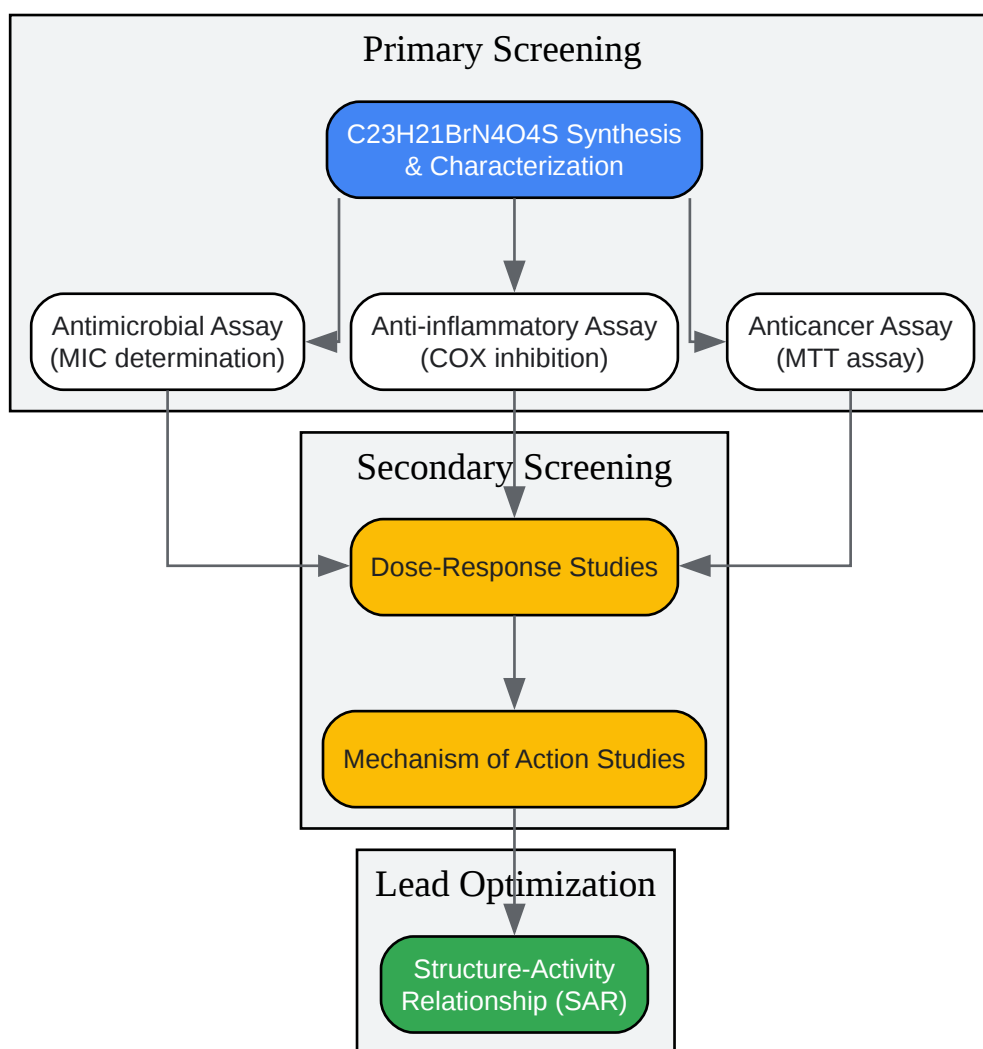 Primary Screening
C23H21BrN4O4S Synthesis
& Characterization
Antimicrobial Assay
(MIC determination)
Anti-inflammatory Assay
(COX inhibition)
Anticancer Assay
(MTT assay)
Secondary Screening
Dose-Response Studies
Mechanism of Action Studies
Lead Optimization
Structure-Activity
Relationship (SAR)